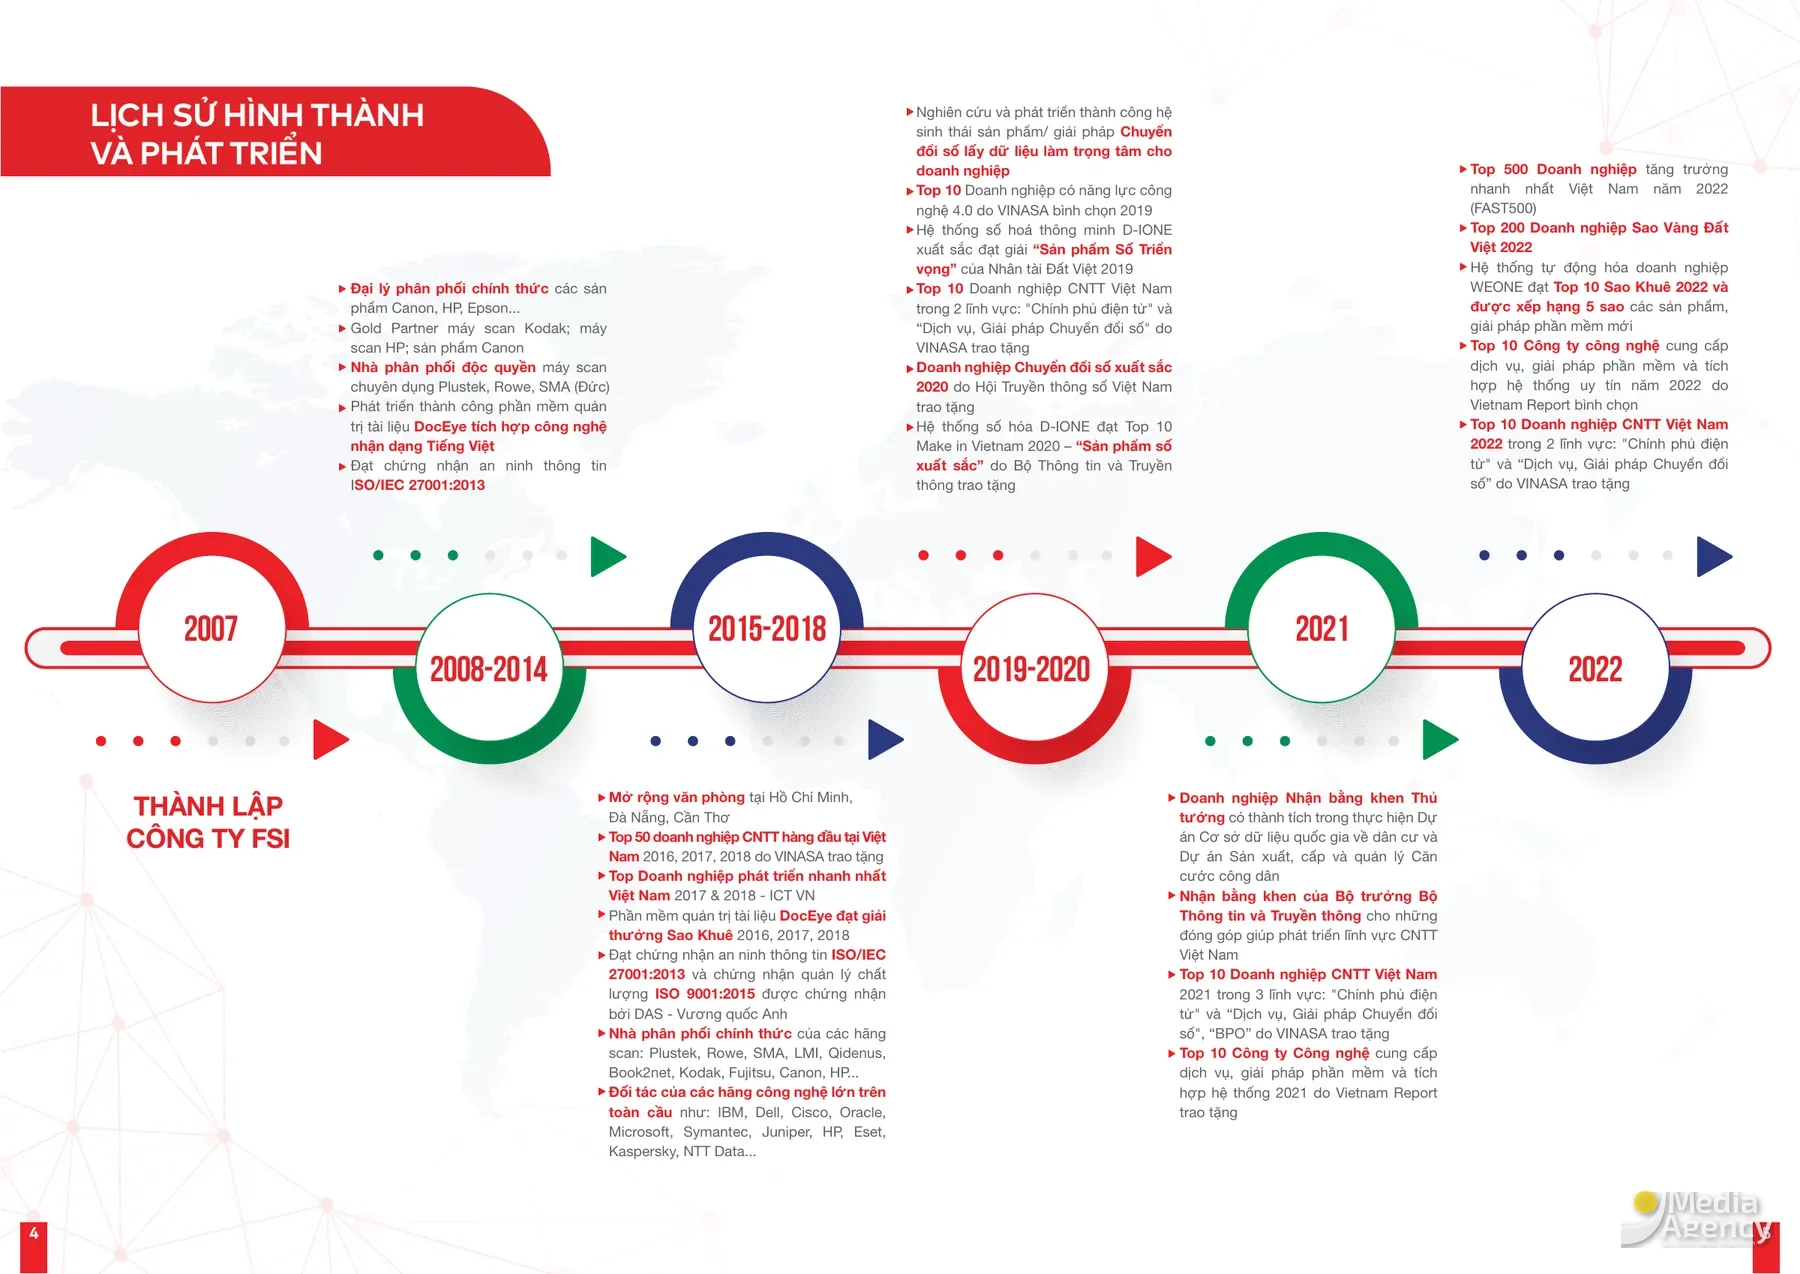 LỊCH SỬ HÌNH THÀNH
VÀ PHÁT TRIỂN
2007
THÀNH LẬP
CÔNG TY FSI
Đại lý phân phối chính thức các sản
phẩm Canon, HP, Epson...
Gold Partner máy scan Kodak; máy
scan HP; sản phẩm Canon
Nhà phân phối độc quyền máy scan
chuyên dụng Plustek, Rowe, SMA (Đức)
Phát triển thành công phần mềm quản
trị tài liệu DocEye tích hợp công nghệ
nhận dạng Tiếng Việt
Đạt chứng nhận an ninh thông tin
ISO/IEC 27001:2013
2008-2014
2015-2018
Mở rộng văn phòng tại Hồ Chí Minh,
Đà Nẵng, Cần Thơ
Top 50 doanh nghiệp CNTT hàng đầu tại Việt
Nam 2016, 2017, 2018 do VINASA trao tặng
Top Doanh nghiệp phát triển nhanh nhất
Việt Nam 2017 & 2018 - ICT VN
Phần mềm quản trị tài liệu DocEye đạt giải
thưởng Sao Khuê 2016, 2017, 2018
Đạt chứng nhận an ninh thông tin ISO/IEC
27001:2013 và chứng nhận quản lý chất
lượng ISO 9001:2015 được chứng nhận
bởi DAS - Vương quốc Anh
Nhà phân phối chính thức của các hãng
scan: Plustek, Rowe, SMA, LMI, Qidenus,
Book2net, Kodak, Fujitsu, Canon, HP...
Đối tác của các hãng công nghệ lớn trên
toàn cầu như: IBM, Dell, Cisco, Oracle,
Microsoft, Symantec, Juniper, HP, Eset,
Kaspersky, NTT Data...
Nghiên cứu và phát triển thành công hệ
sinh thái sản phẩm/ giải pháp Chuyển
đổi số lấy dữ liệu làm trọng tâm cho
doanh nghiệp
Top 10 Doanh nghiệp có năng lực công
nghệ 4.0 do VINASA bình chọn 2019
Hệ thống số hoá thông minh D-IONE
xuất sắc đạt giải “Sản phẩm Số Triển
vọng” của Nhân tài Đất Việt 2019
Top 10 Doanh nghiệp CNTT Việt Nam
trong 2 lĩnh vực: "Chính phủ điện tử" và
“Dịch vụ, Giải pháp Chuyển đổi số" do
VINASA trao tặng
Doanh nghiệp Chuyển đổi số xuất sắc
2020 do Hội Truyền thông số Việt Nam
trao tặng
Hệ thống số hóa D-IONE đạt Top 10
Make in Vietnam 2020 – “Sản phẩm số
xuất sắc” do Bộ Thông tin và Truyền
thông trao tặng
2019-2020
2021
Doanh nghiệp Nhận bằng khen Thủ
tướng có thành tích trong thực hiện Dự
án Cơ sở dữ liệu quốc gia về dân cư và
Dự án Sản xuất, cấp và quản lý Căn
cước công dân
Nhận bằng khen của Bộ trưởng Bộ
Thông tin và Truyền thông cho những
đóng góp giúp phát triển lĩnh vực CNTT
Việt Nam
Top 10 Doanh nghiệp CNTT Việt Nam
2021 trong 3 lĩnh vực: "Chính phủ điện
tử" và “Dịch vụ, Giải pháp Chuyển đổi
số", “BPO” do VINASA trao tặng
Top 10 Công ty Công nghệ cung cấp
dịch vụ, giải pháp phần mềm và tích
hợp hệ thống 2021 do Vietnam Report
trao tặng
Top 500 Doanh nghiệp tăng trưởng
nhanh nhất Việt Nam năm 2022
(FAST500)
Top 200 Doanh nghiệp Sao Vàng Đất
Việt 2022
Hệ thống tự động hóa doanh nghiệp
WEONE đạt Top 10 Sao Khuê 2022 và
được xếp hạng 5 sao các sản phẩm,
giải pháp phần mềm mới
Top 10 Công ty công nghệ cung cấp
dịch vụ, giải pháp phần mềm và tích
hợp hệ thống uy tín năm 2022 do
Vietnam Report bình chọn
Top 10 Doanh nghiệp CNTT Việt Nam
2022 trong 2 lĩnh vực: "Chính phủ điện
tử" và “Dịch vụ, Giải pháp Chuyển đổi
số” do VINASA trao tặng
2022
4
Media
Agency